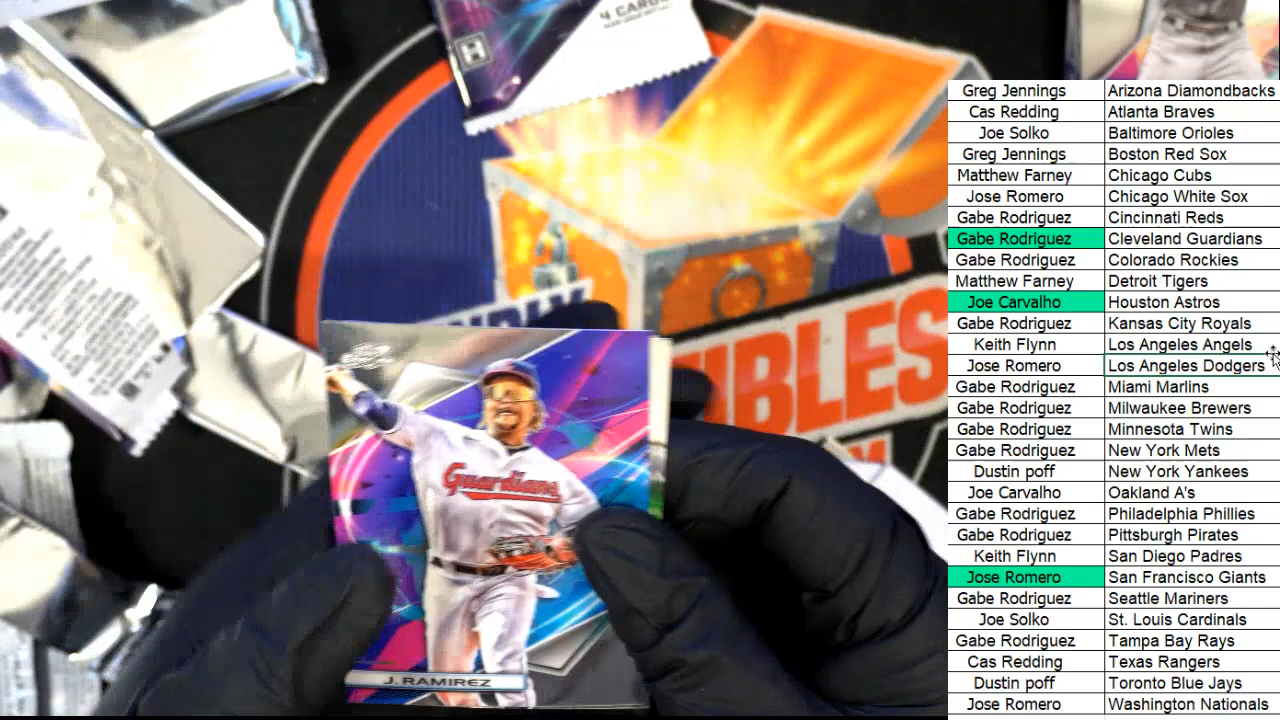 4 CARDS
H
IBLES
Guardians
J. RAMIREZ
Greg Jennings Arizona Diamondbacks
Cas Redding Atlanta Braves
Joe Solko Baltimore Orioles
Greg Jennings Boston Red Sox
Matthew Farney Chicago Cubs
Jose Romero Chicago White Sox
Gabe Rodriguez Cincinnati Reds
Gabe Rodriguez Cleveland Guardians
Gabe Rodriguez Colorado Rockies
Matthew Farney Detroit Tigers
Joe Carvalho Houston Astros
Gabe Rodriguez Kansas City Royals
Keith Flynn Los Angeles Angels
Jose Romero Los Angeles Dodgers
Gabe Rodriguez Miami Marlins
Gabe Rodriguez Milwaukee Brewers
Gabe Rodriguez Minnesota Twins
Gabe Rodriguez New York Mets
Dustin poff New York Yankees
Joe Carvalho Oakland A's
Gabe Rodriguez Philadelphia Phillies
Gabe Rodriguez Pittsburgh Pirates
Keith Flynn San Diego Padres
Jose Romero San Francisco Giants
Gabe Rodriguez Seattle Mariners
Joe Solko St. Louis Cardinals
Gabe Rodriguez Tampa Bay Rays
Cas Redding Texas Rangers
Dustin poff Toronto Blue Jays
Jose Romero Washington Nationals